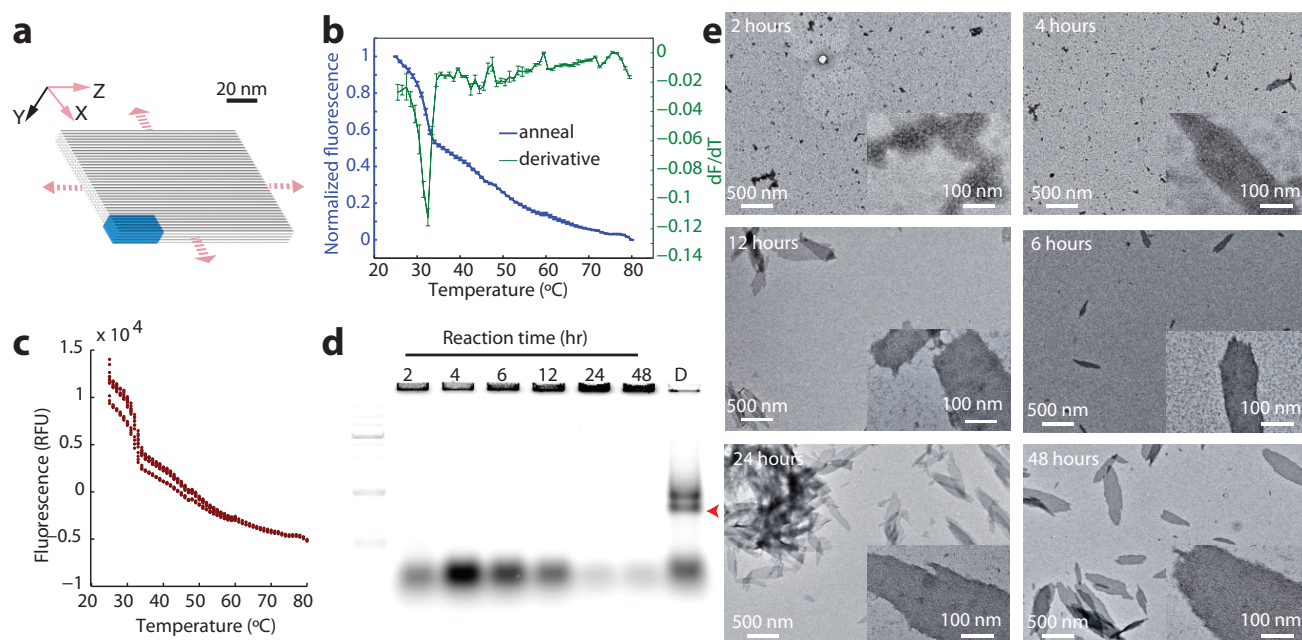 a
Z
X
Y
20 nm
b
Normalized fluorescence
1
0.8
0.6
0.4
0.2
0
20 30 40 50 60 70 80
Temperature (ºC)
anneal
derivative
0
−0.02
−0.04
−0.06
−0.08
−0.1
−0.12
−0.14
dF/dT
c
x 10⁴
Fluorescence (RFU)
1.5
1
0.5
0
−0.5
−1
20 30 40 50 60 70 80
Temperature (ºC)
d
Reaction time (hr)
2 4 6 12 24 48 D
e
2 hours
500 nm
100 nm
4 hours
500 nm
100 nm
12 hours
500 nm
100 nm
6 hours
500 nm
100 nm
24 hours
500 nm
100 nm
48 hours
500 nm
100 nm